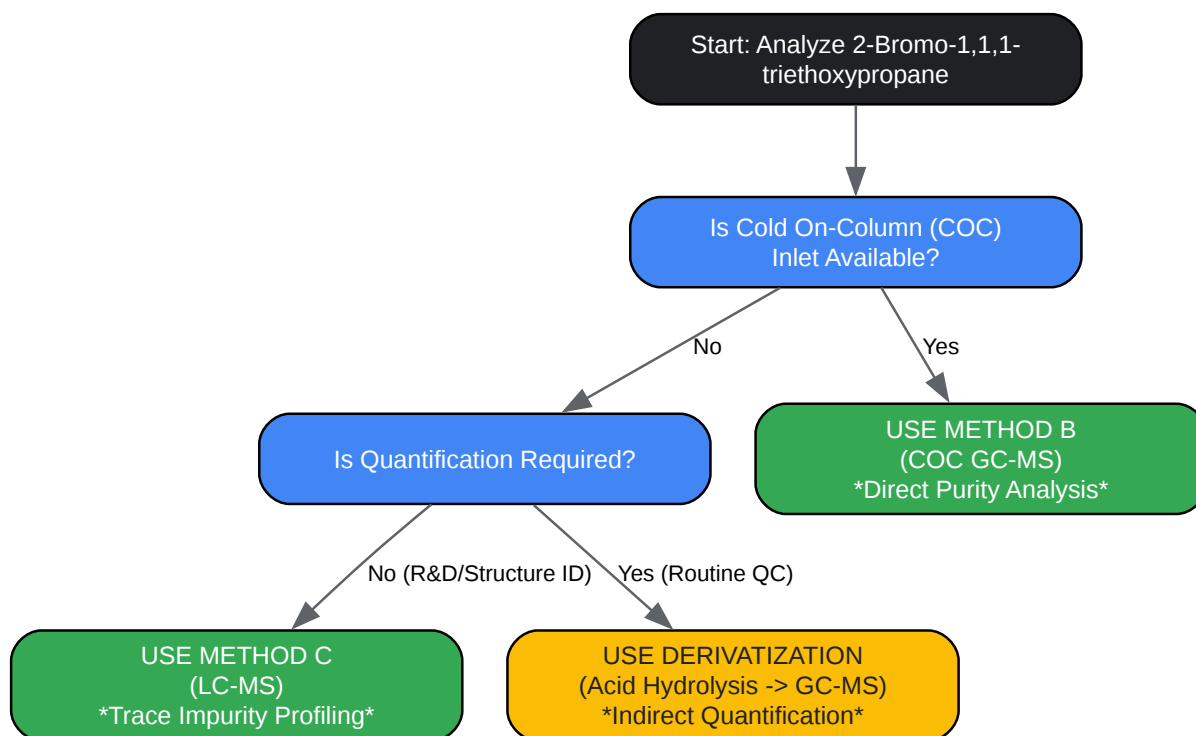 Start: Analyze 2-Bromo-1,1,1-
triethoxypropane
Is Cold On-Column (COC)
Inlet Available?
No
Yes
Is Quantification Required?
USE METHOD B
(COC GC-MS)
*Direct Purity Analysis*
No (R&D/Structure ID)
Yes (Routine QC)
USE METHOD C
(LC-MS)
*Trace Impurity Profiling*
USE DERIVATIZATION
(Acid Hydrolysis -> GC-MS)
*Indirect Quantification*